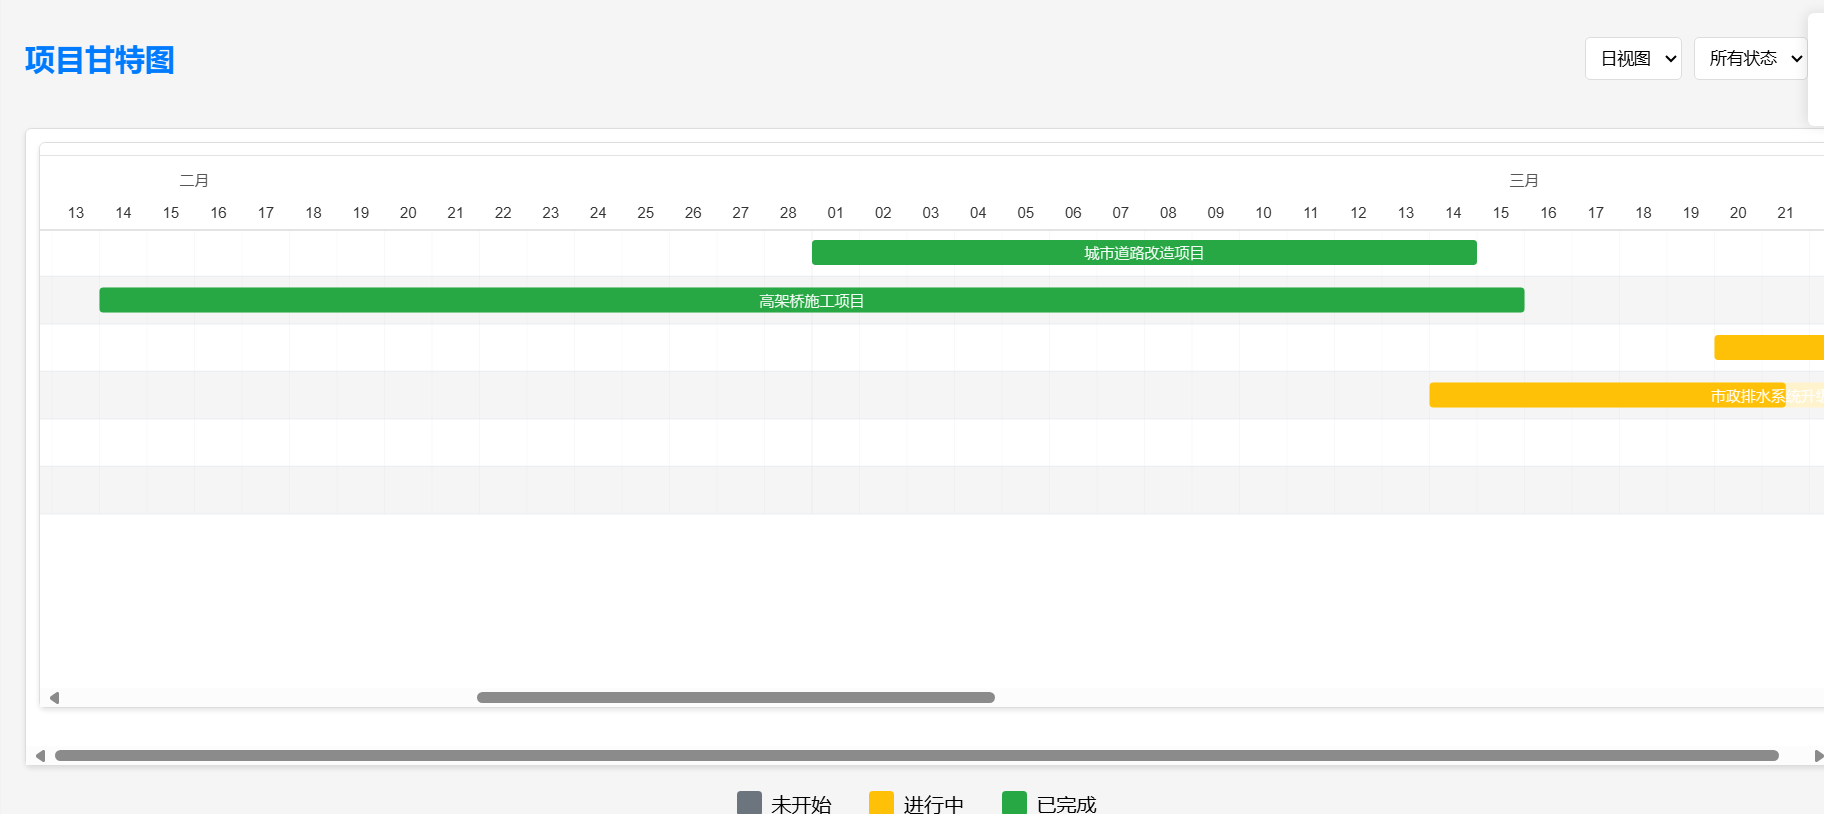 项目甘特图
日视图 所有状态
二月 三月
13 14 15 16 17 18 19 20 21 22 23 24 25 26 27 28 01 02 03 04 05 06 07 08 09 10 11 12 13 14 15 16 17 18 19 20 21
城市道路改造项目
高架桥施工项目
市政排水系统升级
未开始 进行中 已完成